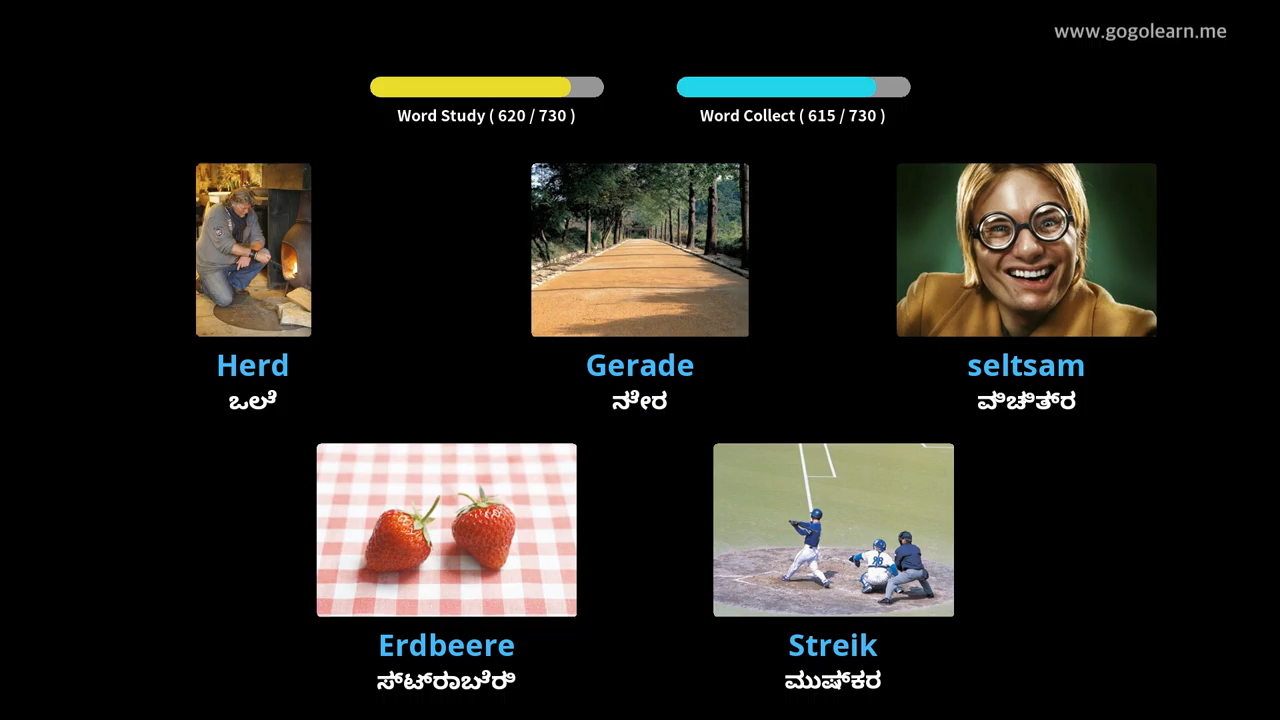 www.gogolearn.me
Word Study ( 620 / 730 )
Word Collect ( 615 / 730 )
Herd
ಒಲೆ
Gerade
ನೇರ
seltsam
ವಿಚಿತ್ರ
Erdbeere
ಸ್ಟ್ರಾಬೆರಿ
Streik
ಮುಷ್ಕರ